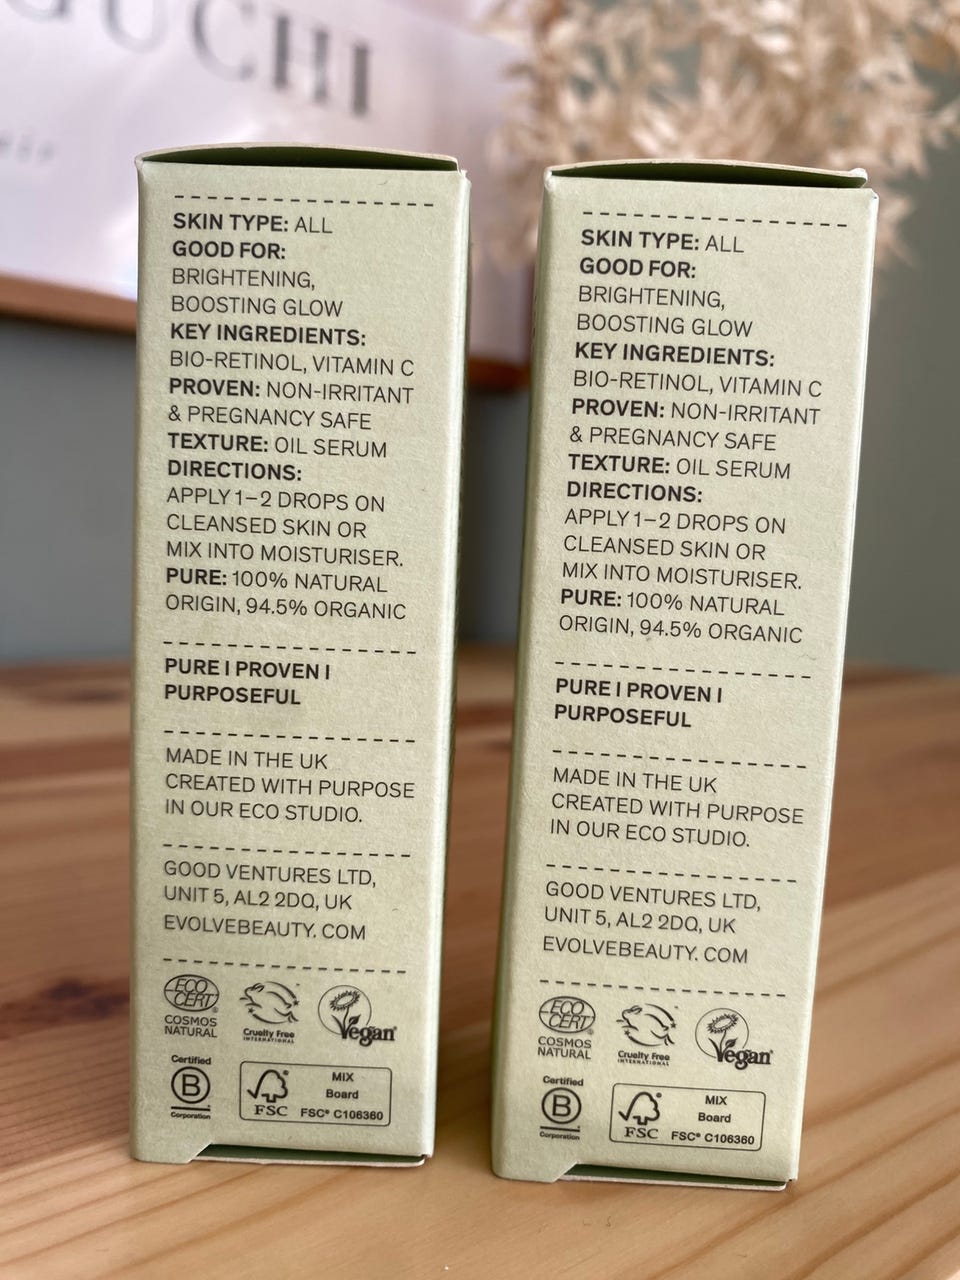 GUCHI
SKIN TYPE: ALL
GOOD FOR:
BRIGHTENING,
BOOSTING GLOW
KEY INGREDIENTS:
BIO-RETINOL, VITAMIN C
PROVEN: NON-IRRITANT
& PREGNANCY SAFE
TEXTURE: OIL SERUM
DIRECTIONS:
APPLY 1–2 DROPS ON
CLEANSED SKIN OR
MIX INTO MOISTURISER.
PURE: 100% NATURAL
ORIGIN, 94.5% ORGANIC
PURE I PROVEN I
PURPOSEFUL
MADE IN THE UK
CREATED WITH PURPOSE
IN OUR ECO STUDIO.
GOOD VENTURES LTD,
UNIT 5, AL2 2DQ, UK
EVOLVEBEAUTY. COM
ECO
CERT®
COSMOS
NATURAL
Cruelty Free
INTERNATIONAL
Vegan®
Certified
B
Corporation
FSC
MIX
Board
FSC® C106360
SKIN TYPE: ALL
GOOD FOR:
BRIGHTENING,
BOOSTING GLOW
KEY INGREDIENTS:
BIO-RETINOL, VITAMIN C
PROVEN: NON-IRRITANT
& PREGNANCY SAFE
TEXTURE: OIL SERUM
DIRECTIONS:
APPLY 1–2 DROPS ON
CLEANSED SKIN OR
MIX INTO MOISTURISER.
PURE: 100% NATURAL
ORIGIN, 94.5% ORGANIC
PURE I PROVEN I
PURPOSEFUL
MADE IN THE UK
CREATED WITH PURPOSE
IN OUR ECO STUDIO.
GOOD VENTURES LTD,
UNIT 5, AL2 2DQ, UK
EVOLVEBEAUTY. COM
ECO
CERT®
COSMOS
NATURAL
Cruelty Free
INTERNATIONAL
Vegan®
Certified
B
Corporation
FSC
MIX
Board
FSC® C106360